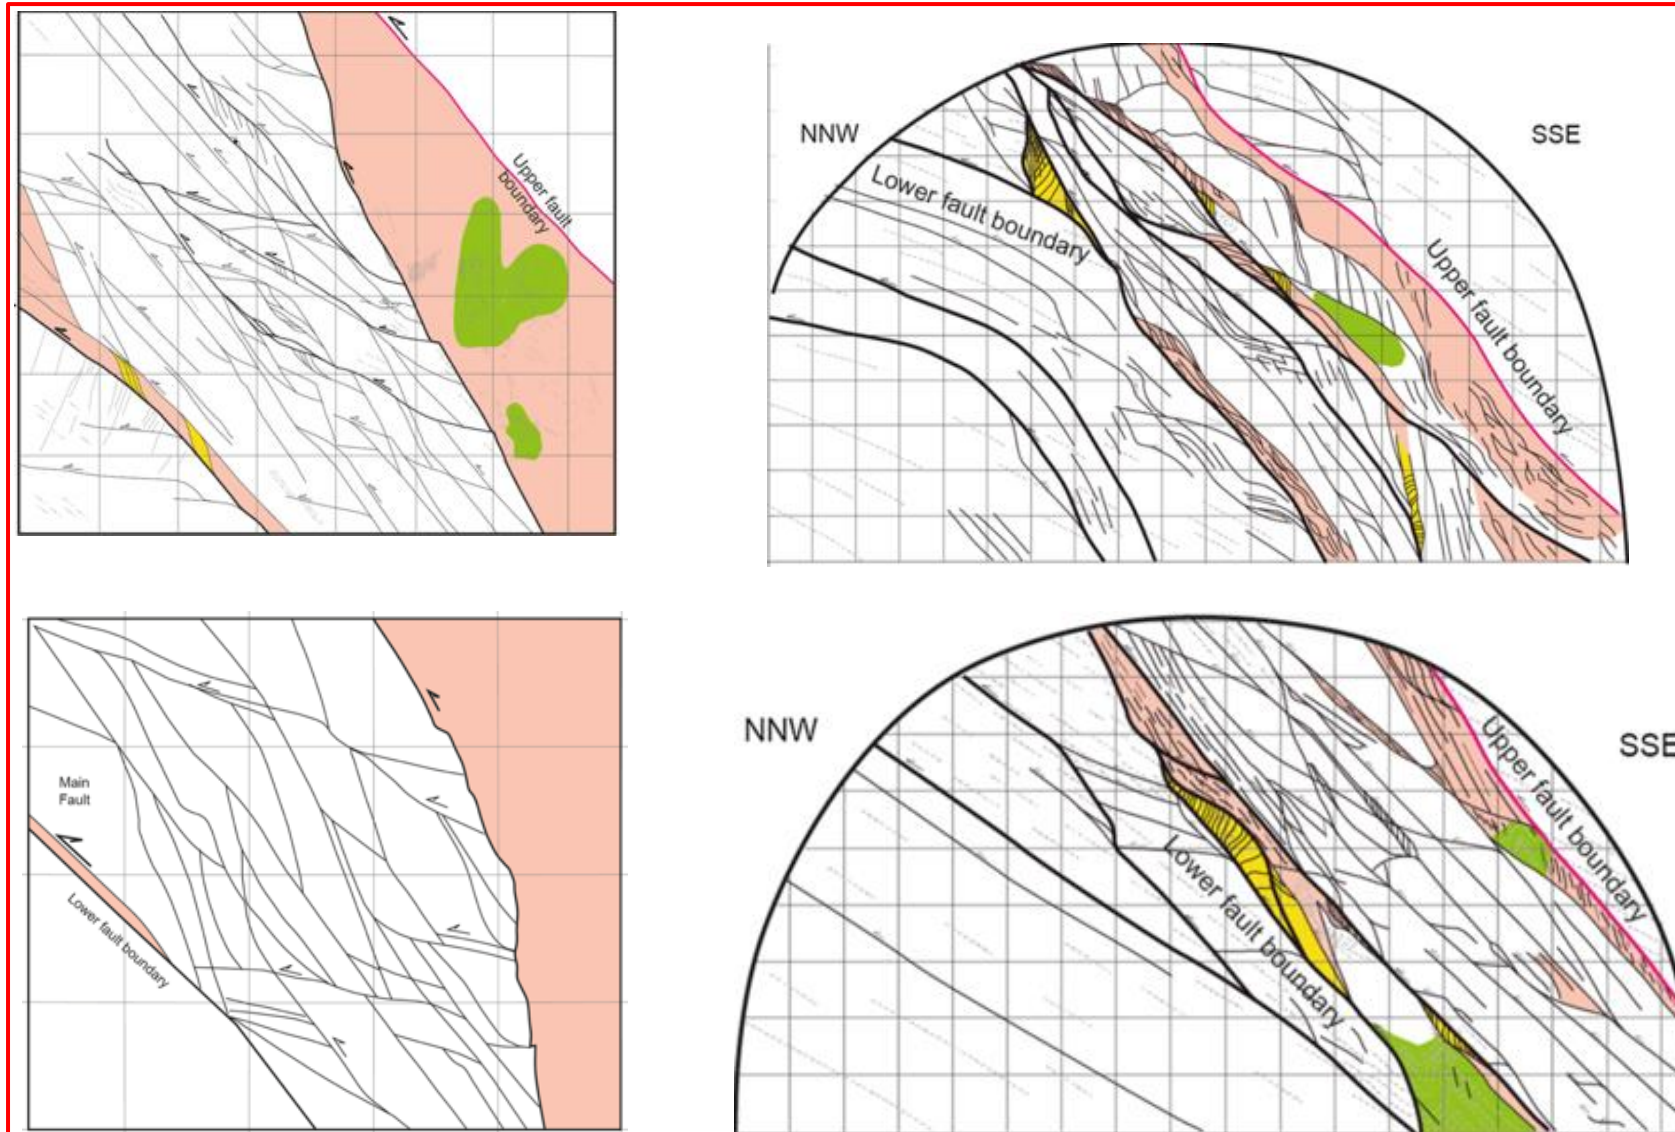 Upper fault
boundary
NNW
SSE
Lower fault boundary
Upper fault boundary
Main
Fault
Lower fault boundary
NNW
SSE
Upper fault boundary
Lower fault boundary